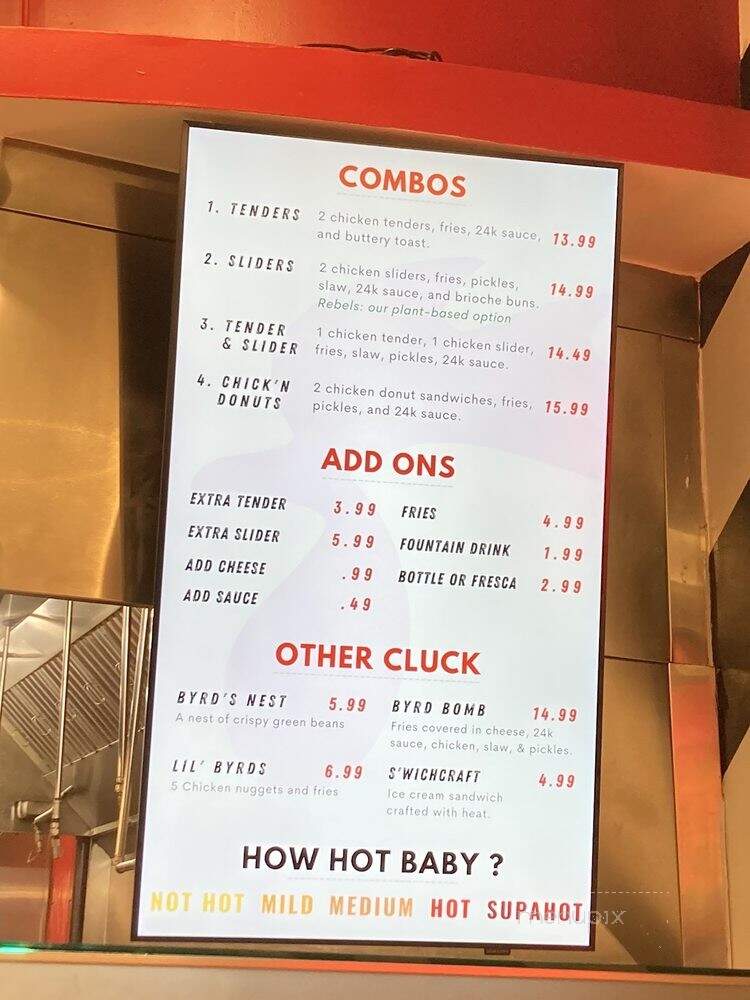 COMBOS
1. TENDERS 2 chicken tenders, fries, 24k sauce, 13.99
and buttery toast.
2. SLIDERS 2 chicken sliders, fries, pickles, 14.99
slaw, 24k sauce, and brioche buns.
Rebels: our plant-based option
3. TENDER 1 chicken tender, 1 chicken slider, 14.49
& SLIDER fries, slaw, pickles, 24k sauce.
4. CHICK'N 2 chicken donut sandwiches, fries, 15.99
DONUTS pickles, and 24k sauce.
ADD ONS
EXTRA TENDER 3.99 FRIES 4.99
EXTRA SLIDER 5.99 FOUNTAIN DRINK 1.99
ADD CHEESE .99 BOTTLE OR FRESCA 2.99
ADD SAUCE .49
OTHER CLUCK
BYRD'S NEST 5.99
A nest of crispy green beans
BYRD BOMB 14.99
Fries covered in cheese, 24k
sauce, chicken, slaw, & pickles.
LIL' BYRDS 6.99
5 Chicken nuggets and fries
S'WICHCRAFT 4.99
Ice cream sandwich
crafted with heat.
HOW HOT BABY ?
NOT HOT MILD MEDIUM HOT SUPAHOT